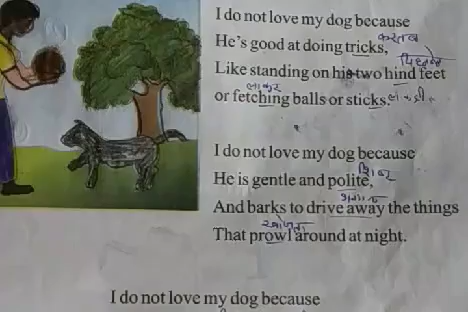 I do not love my dog because
करतब
He's good at doing tricks,
Like standing on his two hind feet
लाकर
or fetching balls or sticks.
I do not love my dog because
He is gentle and polite,
And barks to drive away the things
That prowl around at night.
I do not love my dog because